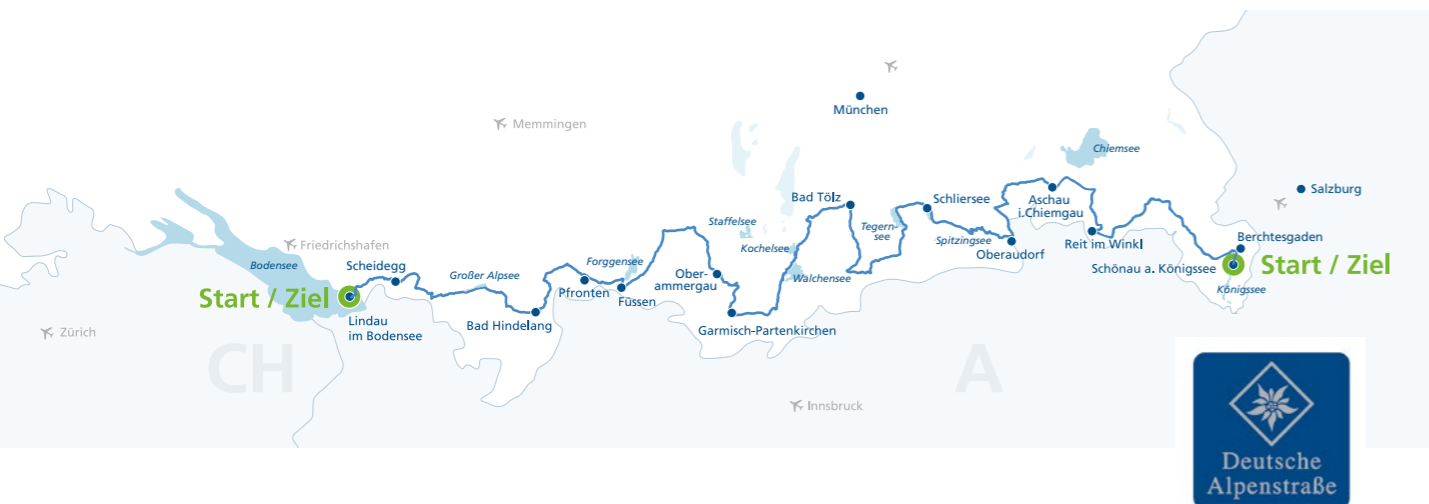 München
Memmingen
Chiemsee
Salzburg
Bad Tölz
Schliersee
Aschau
i.Chiemgau
Staffelsee
Tegern-
see
Spitzingsee
Kochelsee
Friedrichshafen
Bodensee
Scheidegg
Großer Alpsee
Forggensee
Ober-
ammergau
Walchensee
Oberaudorf
Reit im Winkl
Berchtesgaden
Schönau a. Königssee
Start / Ziel
Königssee
Start / Ziel
Pfronten
Füssen
Lindau
im Bodensee
Bad Hindelang
Garmisch-Partenkirchen
Zürich
CH
A
Innsbruck
Deutsche
Alpenstraße